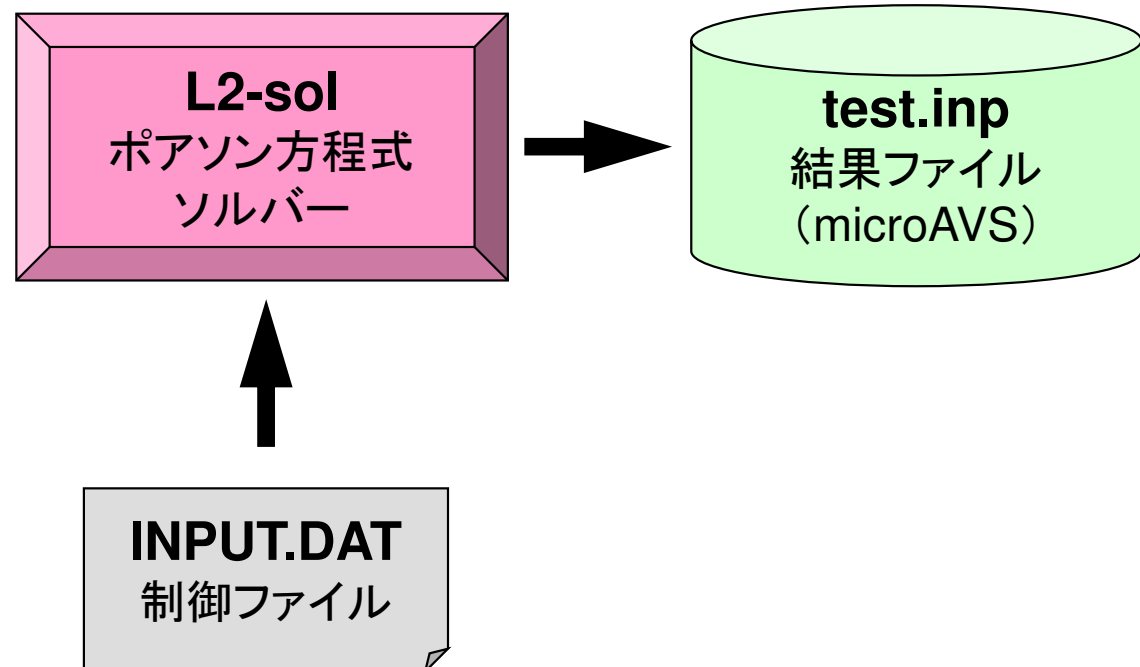 L2-sol
ポアソン方程式
ソルバー
test.inp
結果ファイル
（microAVS）
INPUT.DAT
制御ファイル